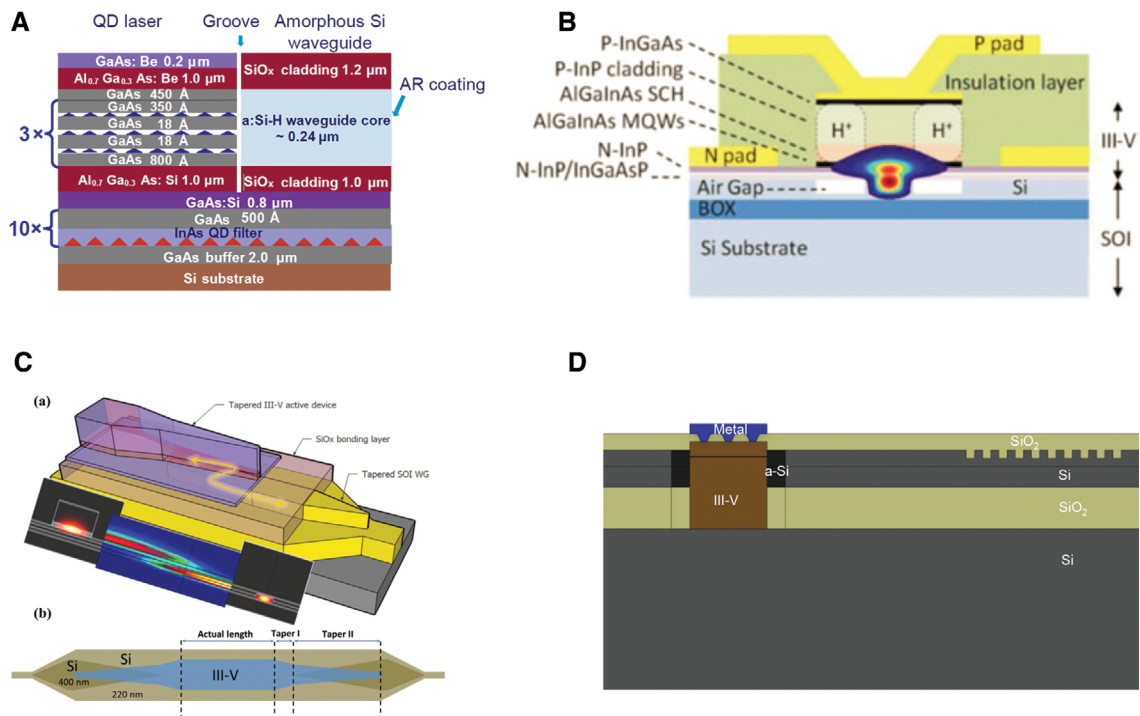 A
QD laser
Groove
Amorphous Si
waveguide
GaAs: Be 0.2 µm
Al0.7 Ga0.3 As: Be 1.0 µm
GaAs 450 Å
GaAs 350 Å
3×
GaAs 18 Å
GaAs 18 Å
GaAs 800 Å
Al0.7 Ga0.3 As: Si 1.0 µm
GaAs:Si 0.8 µm
GaAs 500 Å
10×
InAs QD filter
GaAs buffer 2.0 µm
Si substrate
SiOx cladding 1.2 µm
AR coating
a:Si-H waveguide core
~ 0.24 µm
SiOx cladding 1.0 µm
B
P-InGaAs
P-InP cladding
AlGaInAs SCH
AlGaInAs MQWs
N-InP
N-InP/InGaAsP
P pad
Insulation layer
H+
H+
N pad
Air Gap
Si
BOX
Si Substrate
III-V
SOI
C
(a)
Tapered III-V active device
SiOx bonding layer
Tapered SOI WG
(b)
Actual length
Taper I
Taper II
Si
Si
400 nm
220 nm
III-V
D
Metal
SiO2
a-Si
Si
III-V
SiO2
Si